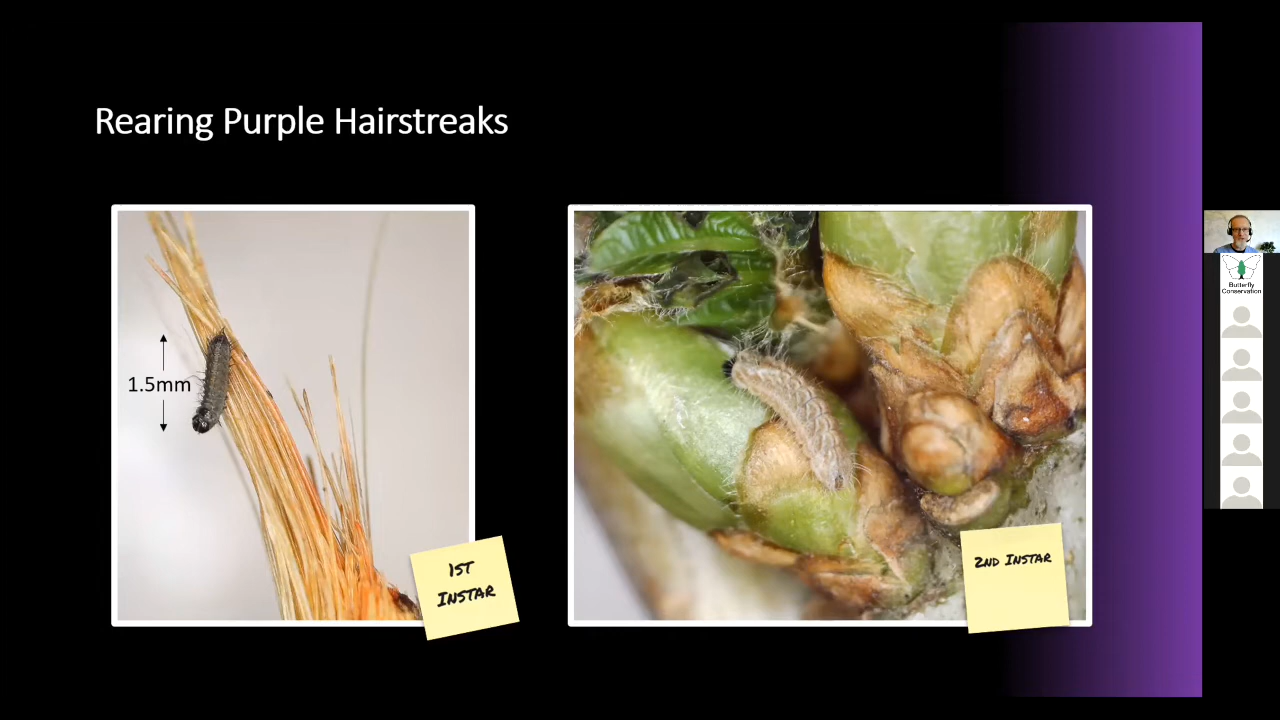 Rearing Purple Hairstreaks
1.5mm
1ST
INSTAR
2ND INSTAR
Butterfly
Conservation